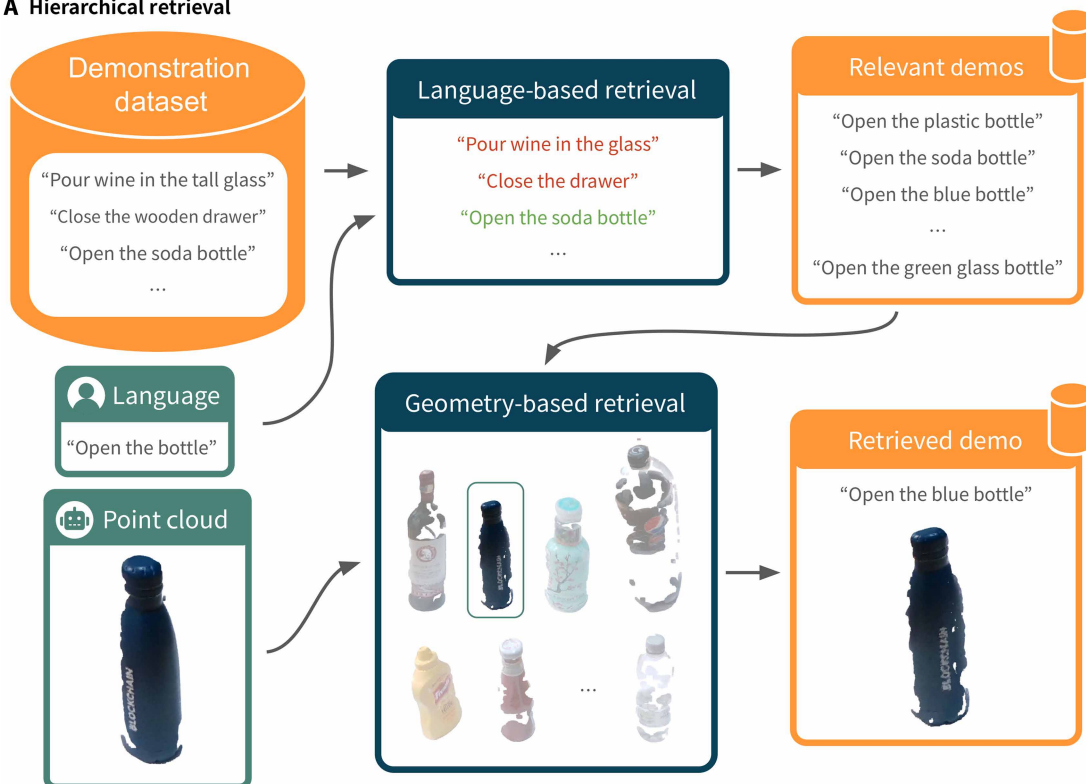 A Hierarchical retrieval
Demonstration
dataset
“Pour wine in the tall glass”
“Close the wooden drawer”
“Open the soda bottle”
...
Language-based retrieval
“Pour wine in the glass”
“Close the drawer”
“Open the soda bottle”
...
Relevant demos
“Open the plastic bottle”
“Open the soda bottle”
“Open the blue bottle”
...
“Open the green glass bottle”
Language
“Open the bottle”
Point cloud
BLOCKCHAIN
Geometry-based retrieval
BLOCKCHAIN
...
Retrieved demo
“Open the blue bottle”
BLOCKCHAIN